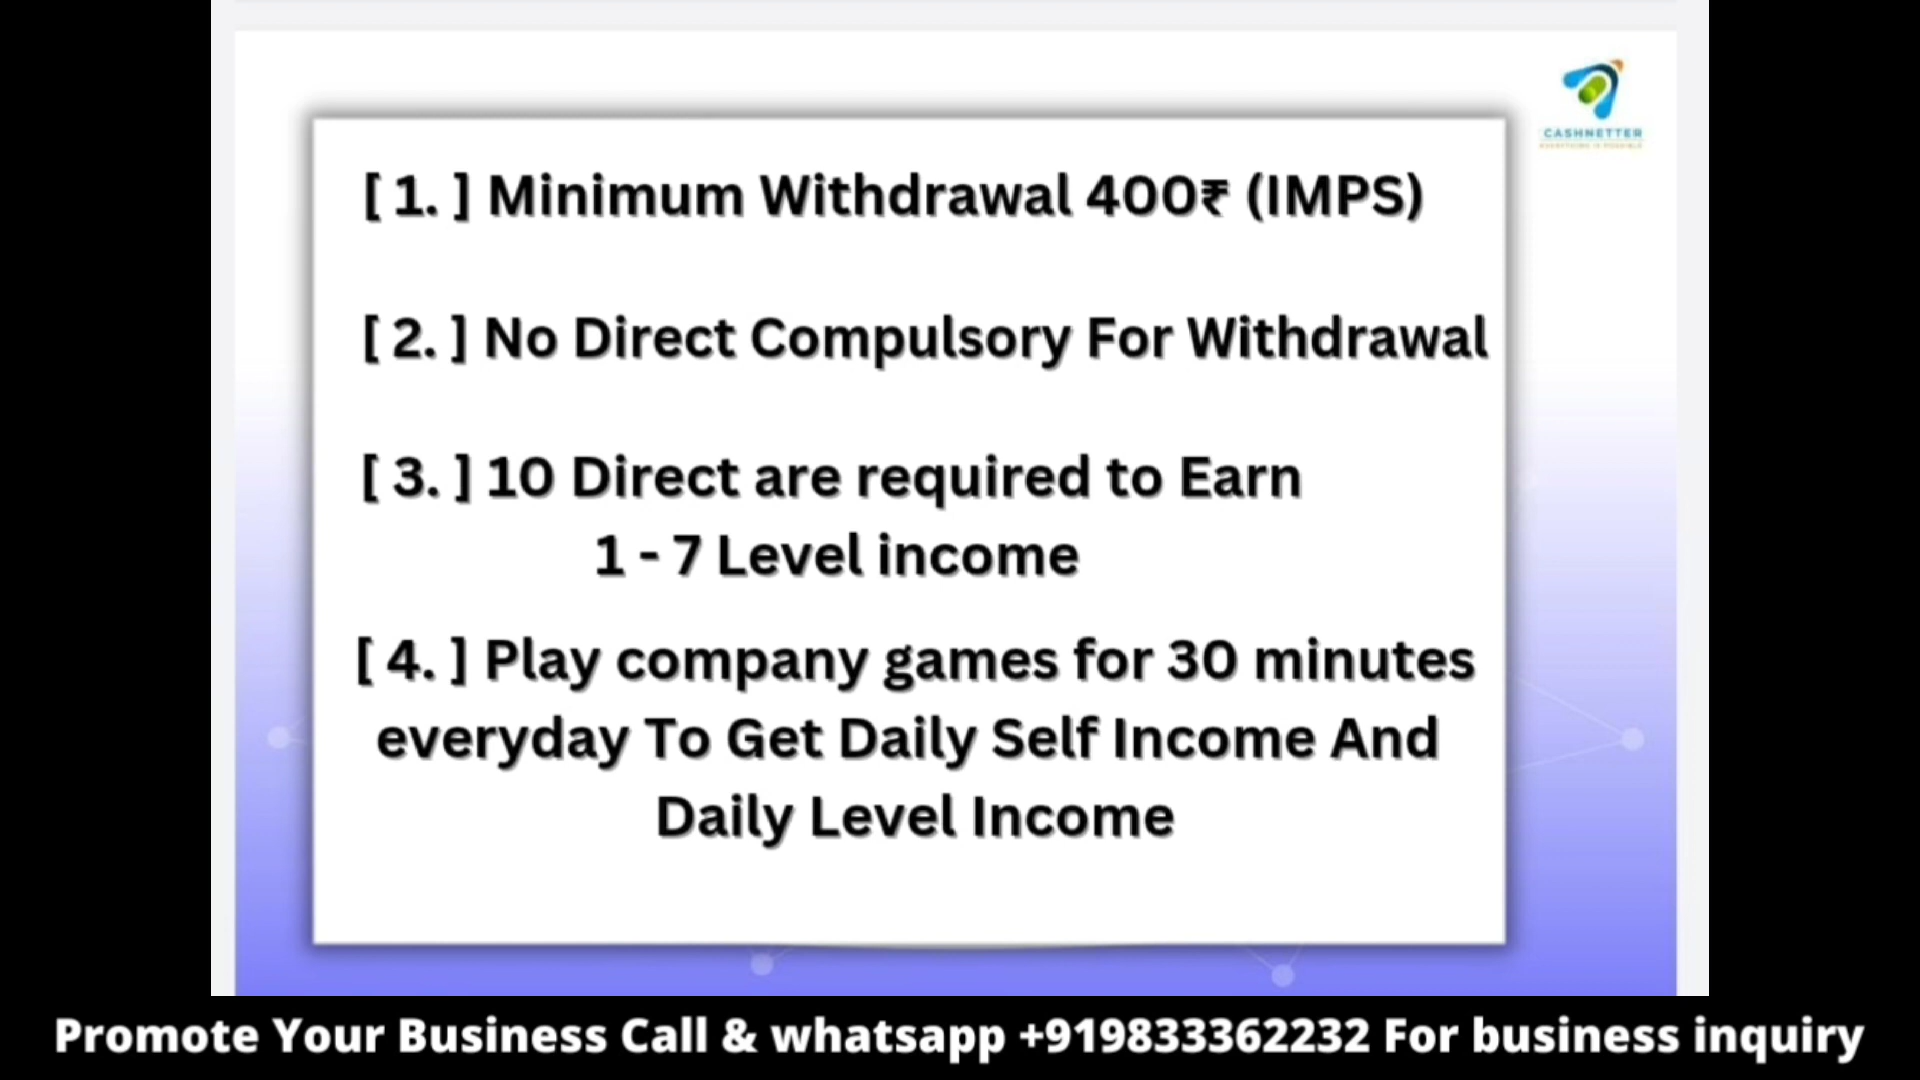 CASHNETTER
[ 1. ] Minimum Withdrawal 400₹ (IMPS)
[ 2. ] No Direct Compulsory For Withdrawal
[ 3. ] 10 Direct are required to Earn
1 - 7 Level income
[ 4. ] Play company games for 30 minutes
everyday To Get Daily Self Income And
Daily Level Income
Promote Your Business Call & whatsapp +919833362232 For business inquiry